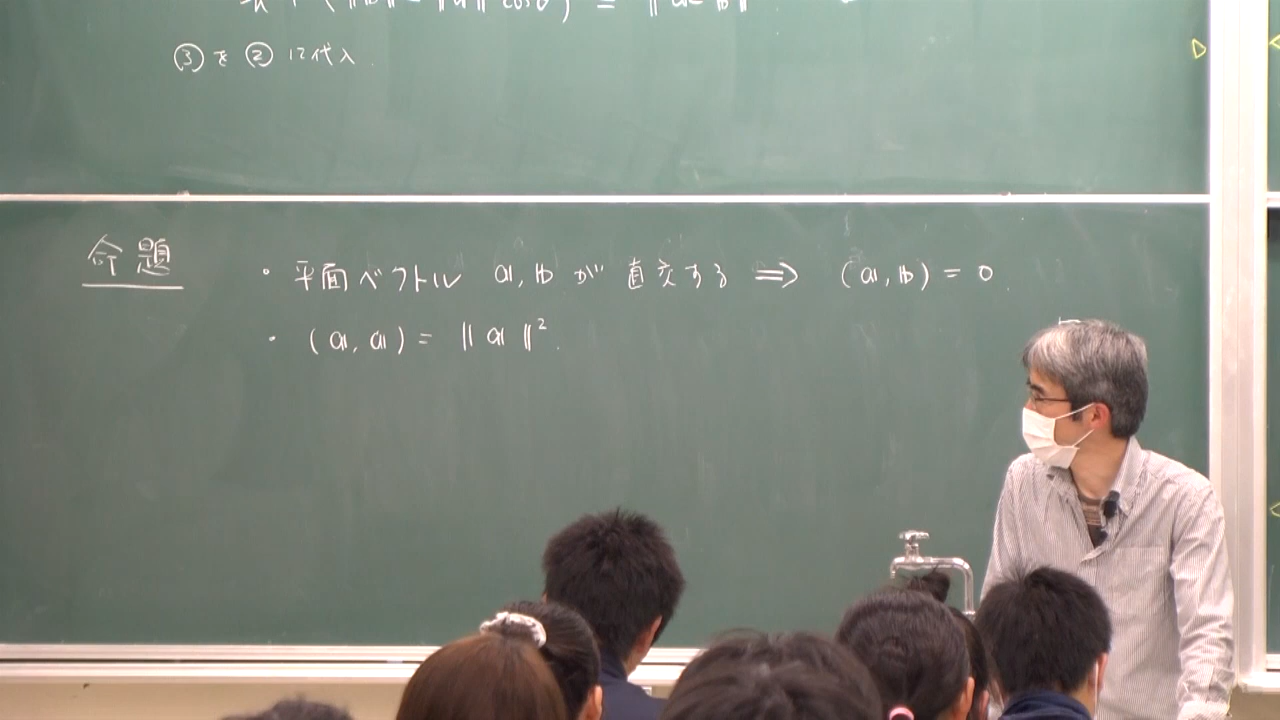 (‖𝕓‖ - ‖𝕒‖ cosθ) = ‖𝕒-𝕓‖
③を②に代入.
命題 ・平面ベクトル 𝕒, 𝕓 が 直交する ⟹ (𝕒, 𝕓) = 0.
・(𝕒, 𝕒) = ‖𝕒‖².